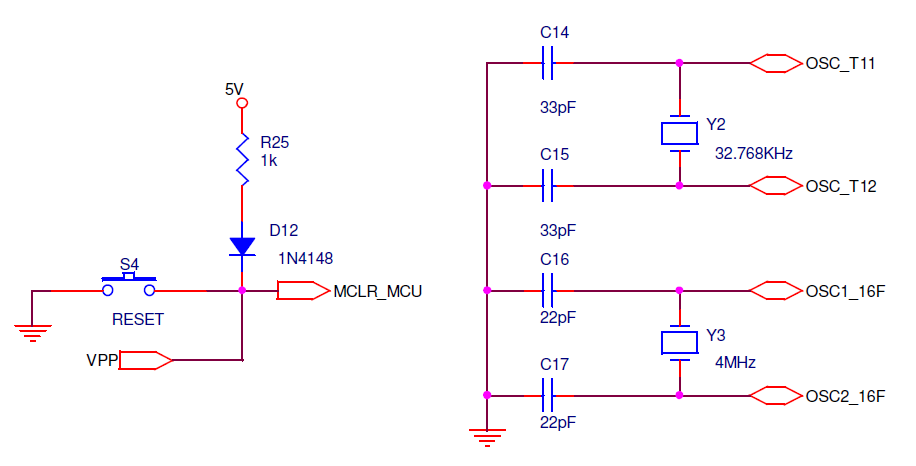 5V
R25
1k
D12
1N4148
S4
RESET
MCLR_MCU
VPP
C14
33pF
OSC_T11
Y2
32.768KHz
C15
33pF
OSC_T12
C16
22pF
OSC1_16F
Y3
4MHz
C17
22pF
OSC2_16F